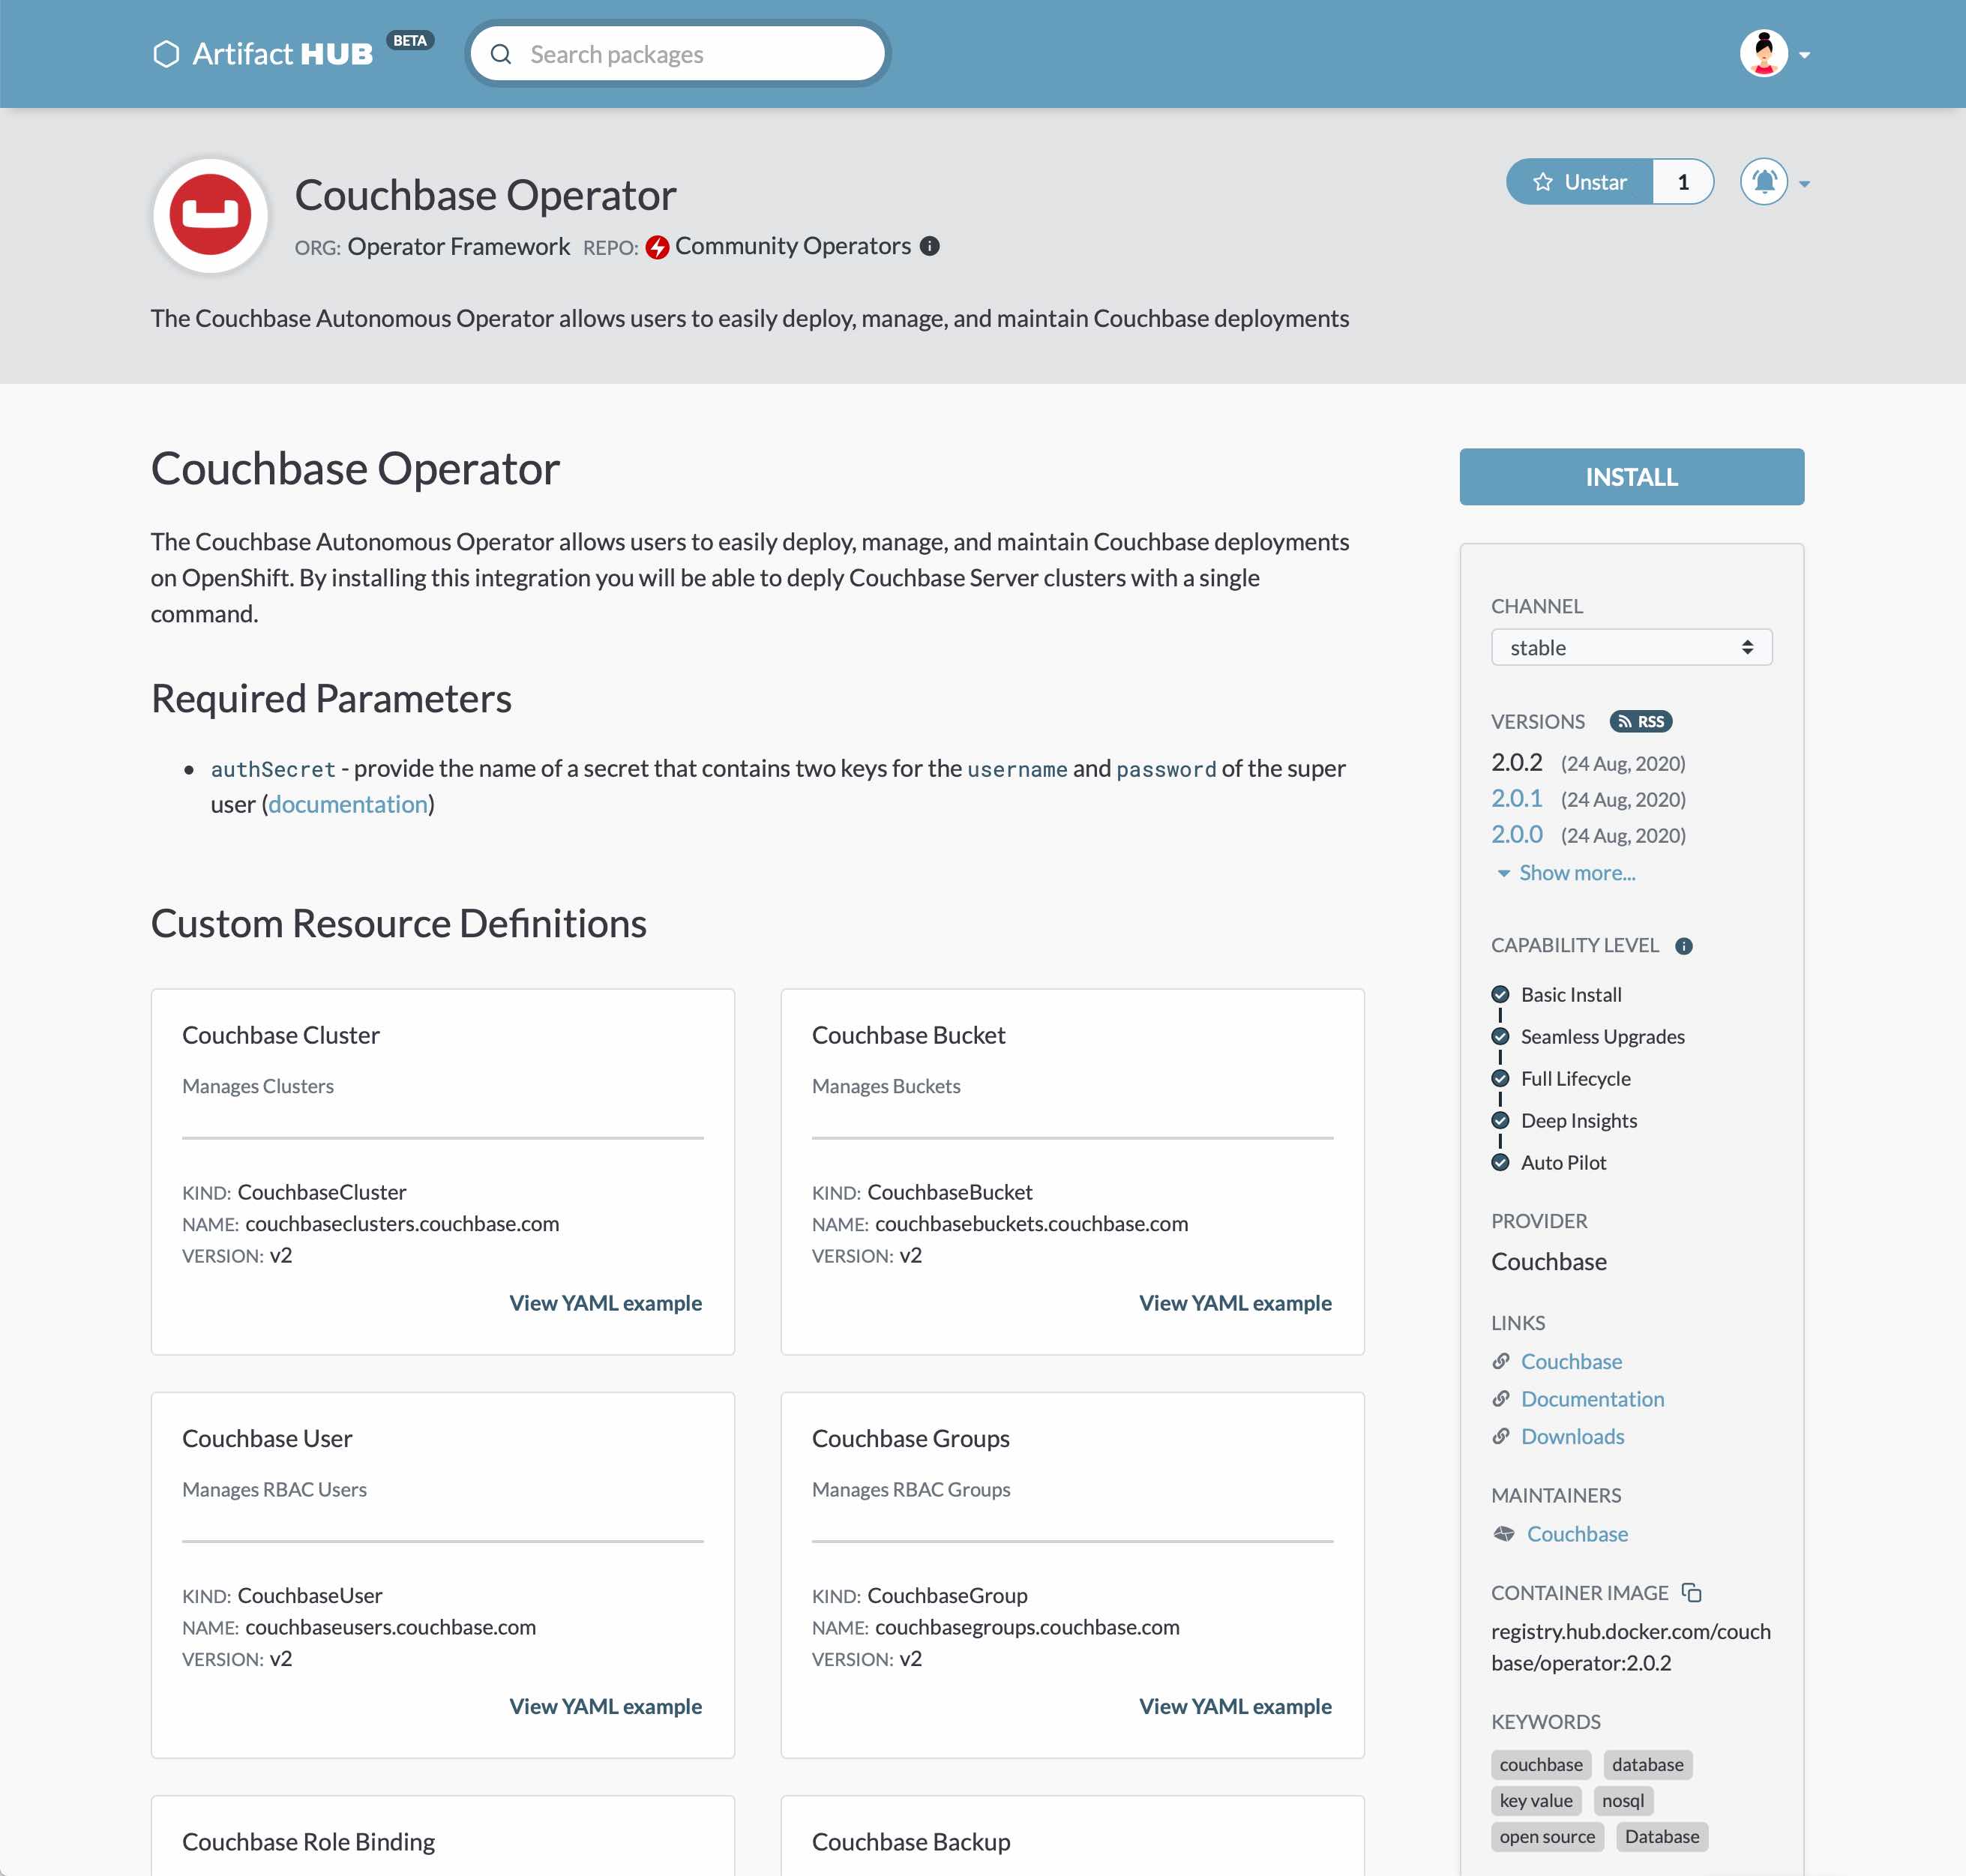 Artifact HUB BETA
Search packages
Couchbase Operator
Unstar 1
ORG: Operator Framework REPO: Community Operators
The Couchbase Autonomous Operator allows users to easily deploy, manage, and maintain Couchbase deployments
Couchbase Operator
The Couchbase Autonomous Operator allows users to easily deploy, manage, and maintain Couchbase deployments
on OpenShift. By installing this integration you will be able to deply Couchbase Server clusters with a single
command.
Required Parameters
• authSecret - provide the name of a secret that contains two keys for the username and password of the super
user (documentation)
Custom Resource Definitions
Couchbase Cluster
Manages Clusters
KIND: CouchbaseCluster
NAME: couchbaseclusters.couchbase.com
VERSION: v2
View YAML example
Couchbase Bucket
Manages Buckets
KIND: CouchbaseBucket
NAME: couchbasebuckets.couchbase.com
VERSION: v2
View YAML example
Couchbase User
Manages RBAC Users
KIND: CouchbaseUser
NAME: couchbaseusers.couchbase.com
VERSION: v2
View YAML example
Couchbase Groups
Manages RBAC Groups
KIND: CouchbaseGroup
NAME: couchbasegroups.couchbase.com
VERSION: v2
View YAML example
Couchbase Role Binding
Couchbase Backup
INSTALL
CHANNEL
stable
VERSIONS RSS
2.0.2 (24 Aug, 2020)
2.0.1 (24 Aug, 2020)
2.0.0 (24 Aug, 2020)
Show more...
CAPABILITY LEVEL
Basic Install
Seamless Upgrades
Full Lifecycle
Deep Insights
Auto Pilot
PROVIDER
Couchbase
LINKS
Couchbase
Documentation
Downloads
MAINTAINERS
Couchbase
CONTAINER IMAGE
registry.hub.docker.com/couch
base/operator:2.0.2
KEYWORDS
couchbase database
key value nosql
open source Database